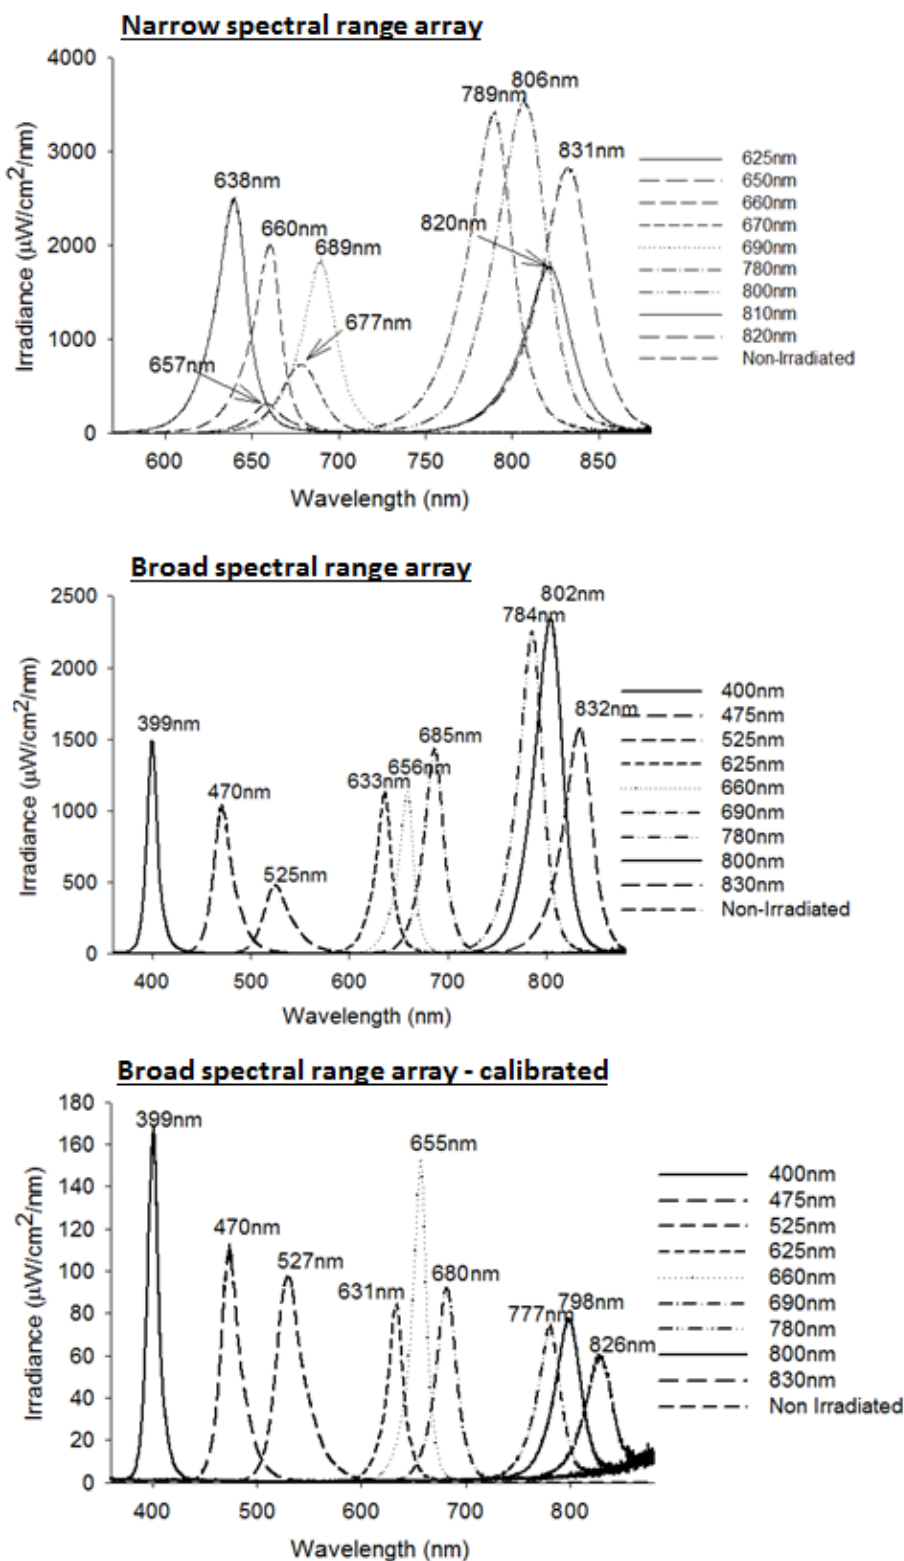 Narrow spectral range array
4000
3000
2000
1000
0
Irradiance (µW/cm²/nm)
638nm
660nm
689nm
677nm
657nm
789nm
806nm
831nm
820nm
600
650
700
750
800
850
Wavelength (nm)
625nm
650nm
660nm
670nm
690nm
780nm
800nm
810nm
820nm
Non-Irradiated
Broad spectral range array
2500
2000
1500
1000
500
0
Irradiance (µW/cm²/nm)
399nm
470nm
525nm
633nm
656nm
685nm
784nm
802nm
832nm
400
500
600
700
800
Wavelength (nm)
400nm
475nm
525nm
625nm
660nm
690nm
780nm
800nm
830nm
Non-Irradiated
Broad spectral range array - calibrated
180
160
140
120
100
80
60
40
20
0
Irradiance (µW/cm²/nm)
399nm
470nm
527nm
631nm
655nm
680nm
777nm
798nm
826nm
400
500
600
700
800
Wavelength (nm)
400nm
475nm
525nm
625nm
660nm
690nm
780nm
800nm
830nm
Non Irradiated